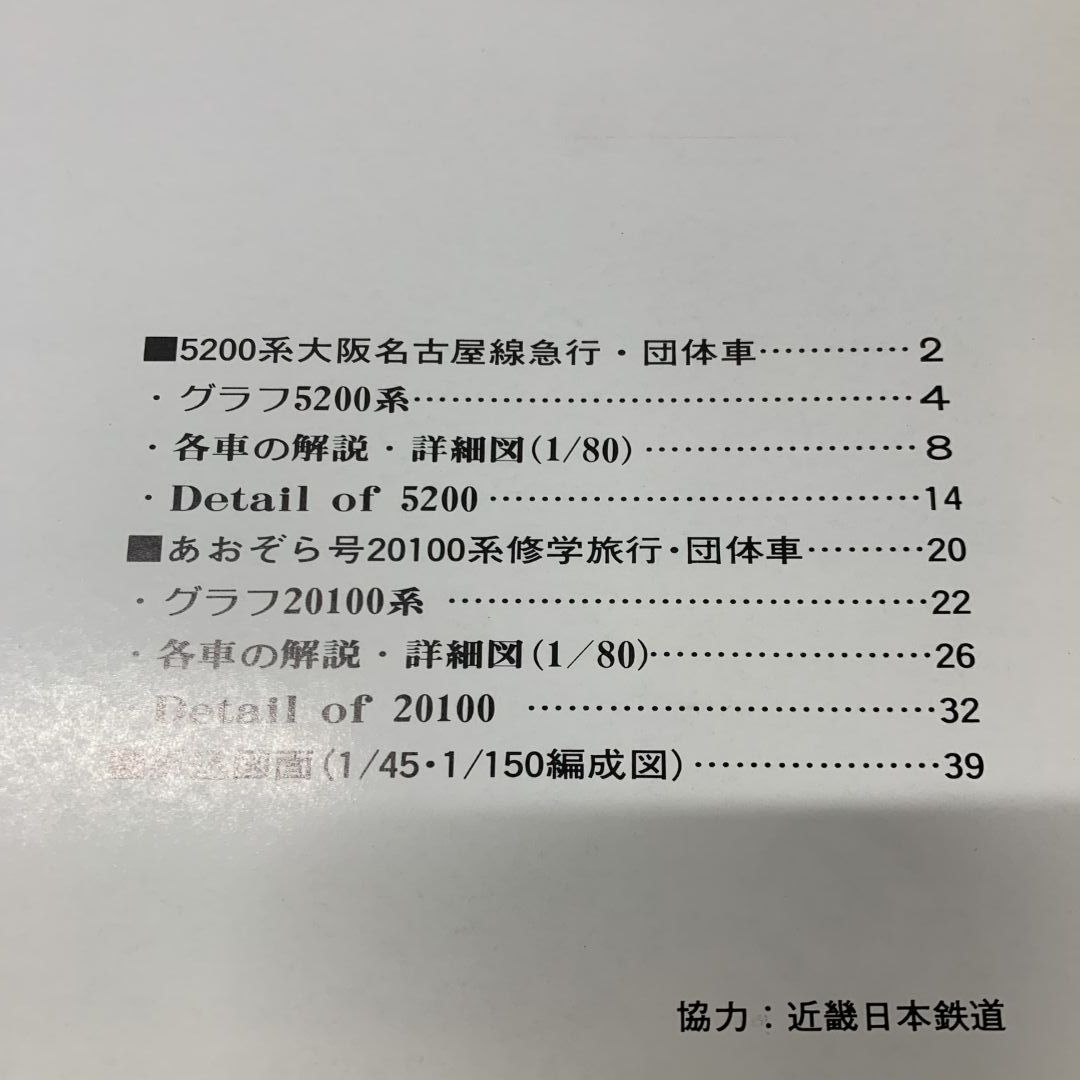 ■5200系大阪名古屋線急行・団体車…………2
・グラフ5200系……………………………………4
・各車の解説・詳細図(1/80)……………………8
・Detail of 5200………………………………14
■あおぞら号20100系修学旅行・団体車………20
・グラフ20100系 …………………………………22
・各車の解説・詳細図(1/80)……………………26
・Detail of 20100 ……………………………32
図面(1/45・1/150編成図)…………………39
協力：近畿日本鉄道